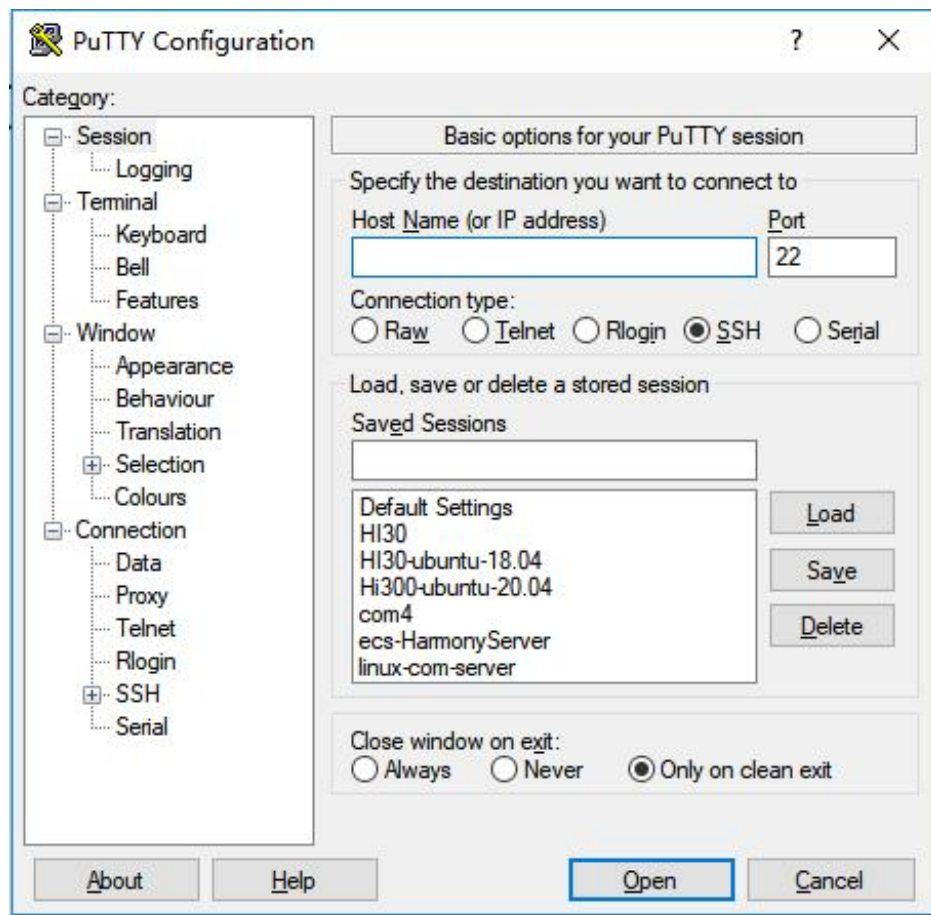 PuTTY Configuration
?
Category:
Session
Logging
Terminal
Keyboard
Bell
Features
Window
Appearance
Behaviour
Translation
Selection
Colours
Connection
Data
Proxy
Telnet
Rlogin
SSH
Serial
Basic options for your PuTTY session
Specify the destination you want to connect to
Host Name (or IP address) Port
22
Connection type:
Raw Telnet Rlogin SSH Serial
Load, save or delete a stored session
Saved Sessions
Default Settings
HI30
HI30-ubuntu-18.04
Hi300-ubuntu-20.04
com4
ecs-HarmonyServer
linux-com-server
Load
Save
Delete
Close window on exit:
Always Never Only on clean exit
About Help Open Cancel